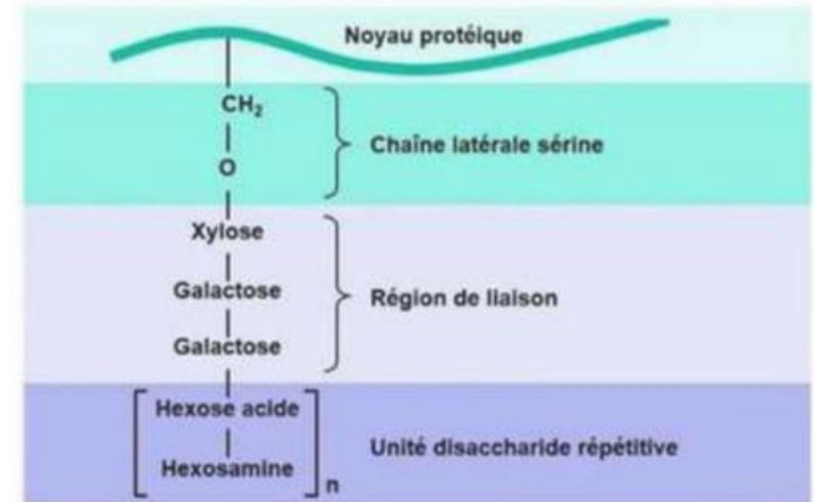 Noyau protéique
CH₂
O
Chaîne latérale sérine
Xylose
Galactose
Galactose
Région de liaison
Hexose acide
Hexosamine
n
Unité disaccharide répétitive